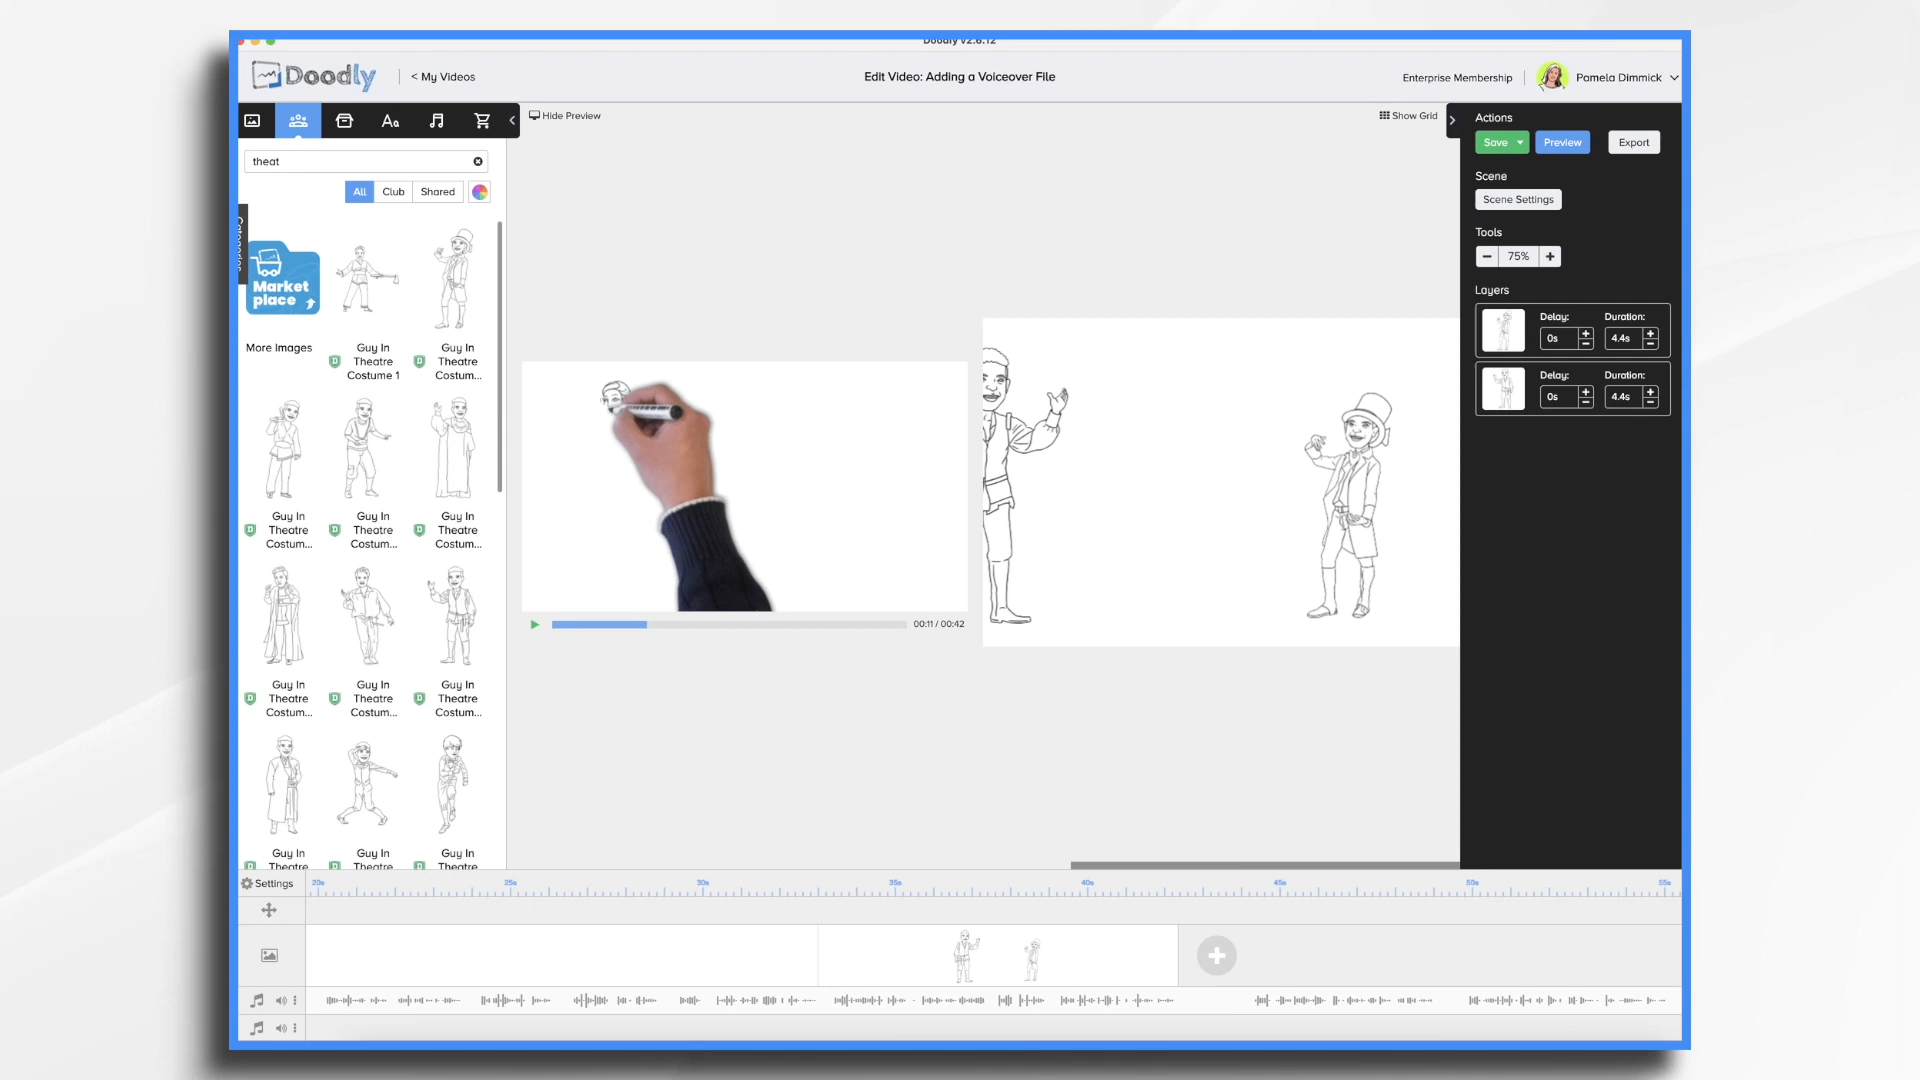 Doodly v2.6.12
Doodly
< My Videos
Edit Video: Adding a Voiceover File
Enterprise Membership
Pamela Dimmick
Hide Preview
Show Grid
theat
All
Club
Shared
Categories
Market
place
More Images
Guy In
Theatre
Costume 1
Guy In
Theatre
Costum...
Guy In
Theatre
Costum...
Guy In
Theatre
Costum...
Guy In
Theatre
Costum...
Guy In
Theatre
Costum...
Guy In
Theatre
Costum...
Guy In
Theatre
Costum...
Guy In
Theatre
Guy In
Theatre
Guy In
Theatre
00:11 / 00:42
Actions
Save
Preview
Export
Scene
Scene Settings
Tools
75%
Layers
Delay:
Duration:
0s
4.4s
Delay:
Duration:
0s
4.4s
Settings
20s
25s
30s
35s
40s
45s
50s
55s